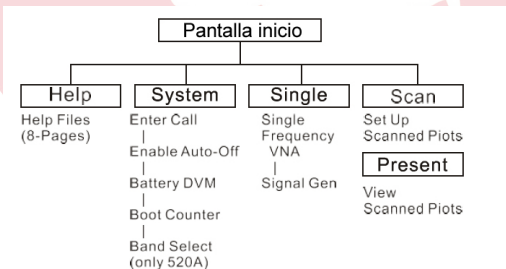 Pantalla inicio
Help
Help Files
(8-Pages)
System
Enter Call
Enable Auto-Off
Battery DVM
Boot Counter
Band Select
(only 520A)
Single
Single
Frequency
VNA
Signal Gen
Scan
Set Up
Scanned Piots
Present
View
Scanned Piots